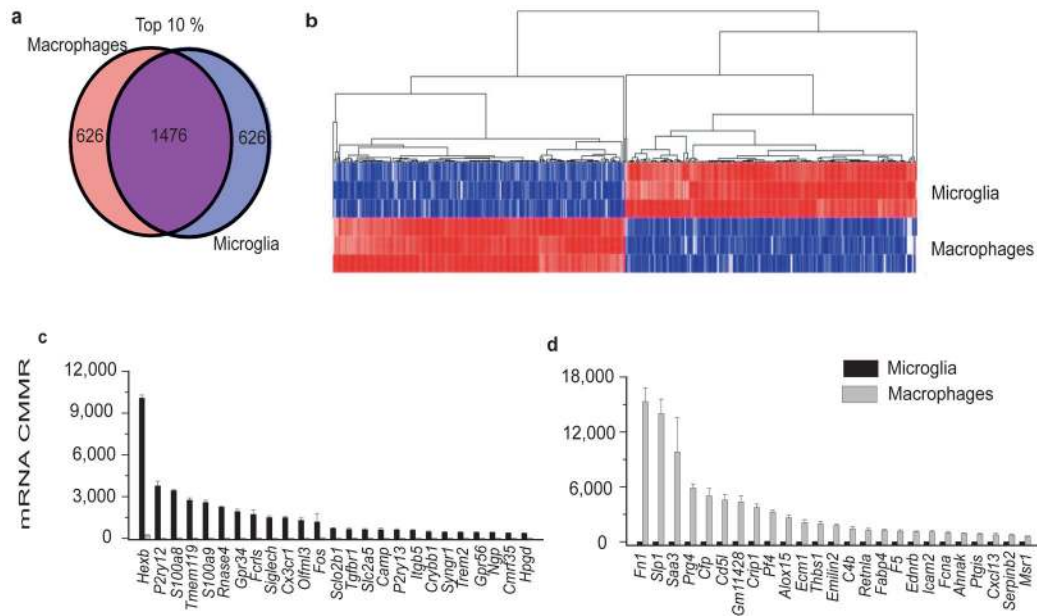 a
Top 10 %
Macrophages
626
1476
626
Microglia
b
Microglia
Macrophages
c
mRNA CMMR
12,000
9,000
6,000
3,000
0
Hexb
P2ry12
S100a8
Tmem119
S100a9
Rnase4
Gpr34
Fcrls
Siglech
Cx3cr1
Olfml3
Fos
Sclo2b1
Tgfbr1
Slc2a5
Camp
P2ry13
Itgb5
Crybb1
Syngr1
Trem2
Gpr56
Ngp
Cmrf35
Hpgd
d
Microglia
Macrophages
18,000
12,000
6,000
0
Fn1
Slp1
Saa3
Prg4
Cfp
Cd5l
Gm11428
Crip1
Pf4
Alox15
Ecm1
Thbs1
Emilin2
C4b
Retnla
Fabp4
F5
Ednrb
Icam2
Fcna
Ahnak
Ptgis
Cxcl13
Serpinb2
Msr1